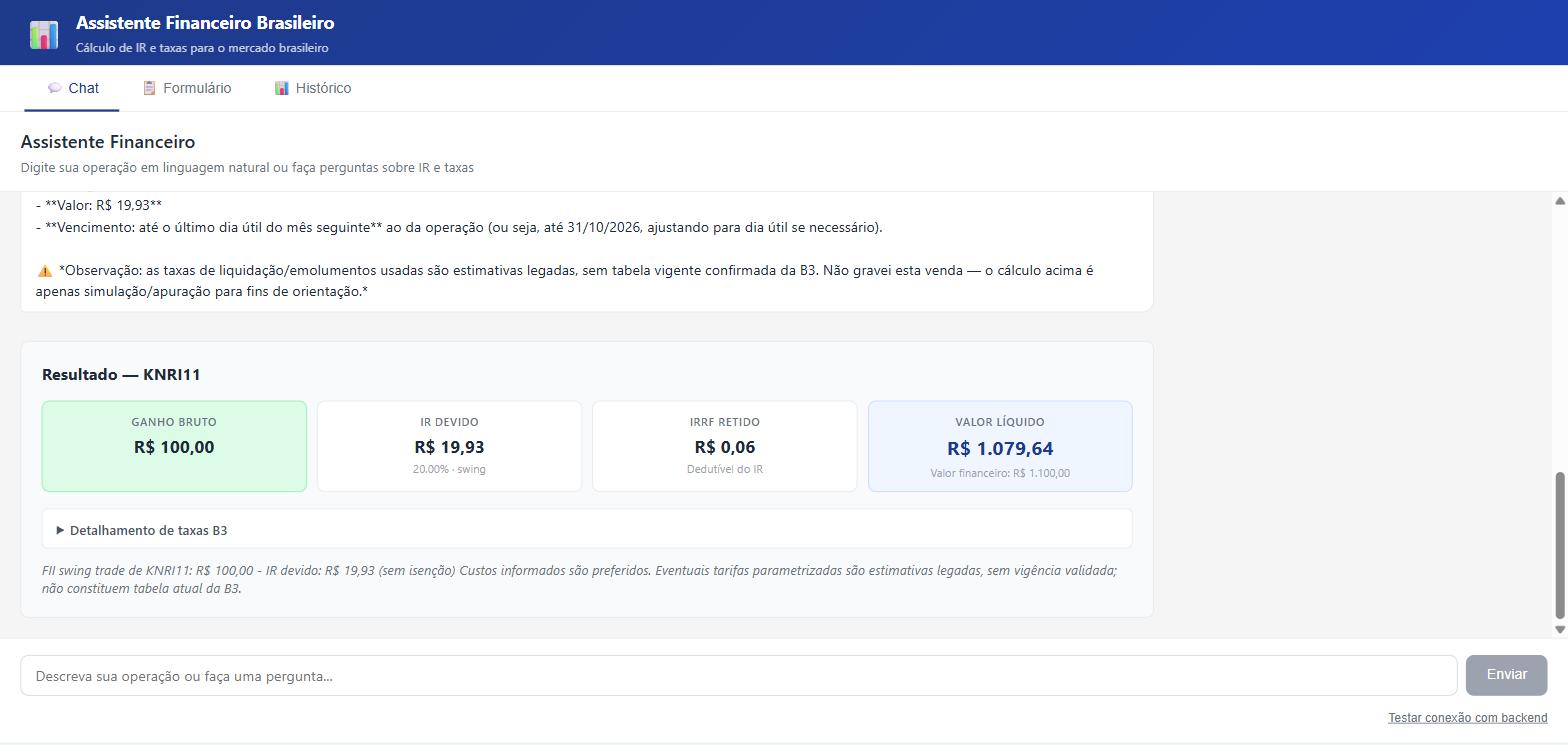 Assistente Financeiro Brasileiro
Cálculo de IR e taxas para o mercado brasileiro
Chat
Formulário
Histórico
Assistente Financeiro
Digite sua operação em linguagem natural ou faça perguntas sobre IR e taxas
- **Valor: R$ 19,93**
- **Vencimento: até o último dia útil do mês seguinte** ao da operação (ou seja, até 31/10/2026, ajustando para dia útil se necessário).
⚠️ *Observação: as taxas de liquidação/emolumentos usadas são estimativas legadas, sem tabela vigente confirmada da B3. Não gravei esta venda — o cálculo acima é
apenas simulação/apuração para fins de orientação.*
Resultado — KNRI11
GANHO BRUTO
R$ 100,00
IR DEVIDO
R$ 19,93
20.00% · swing
IRRF RETIDO
R$ 0,06
Dedutível do IR
VALOR LÍQUIDO
R$ 1.079,64
Valor financeiro: R$ 1.100,00
▶ Detalhamento de taxas B3
FII swing trade de KNRI11: R$ 100,00 - IR devido: R$ 19,93 (sem isenção) Custos informados são preferidos. Eventuais tarifas parametrizadas são estimativas legadas, sem vigência validada;
não constituem tabela atual da B3.
Descreva sua operação ou faça uma pergunta...
Enviar
Testar conexão com backend